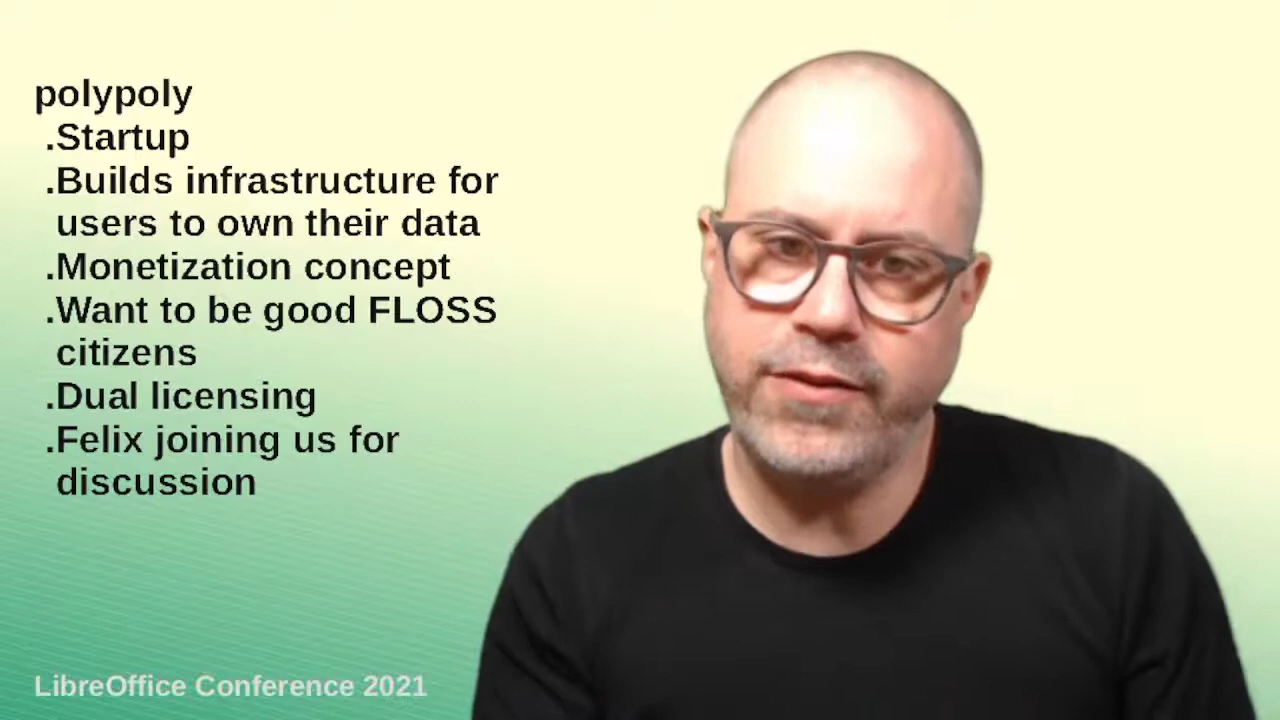 polypoly
.Startup
.Builds infrastructure for
users to own their data
.Monetization concept
.Want to be good FLOSS
citizens
.Dual licensing
.Felix joining us for
discussion
LibreOffice Conference 2021